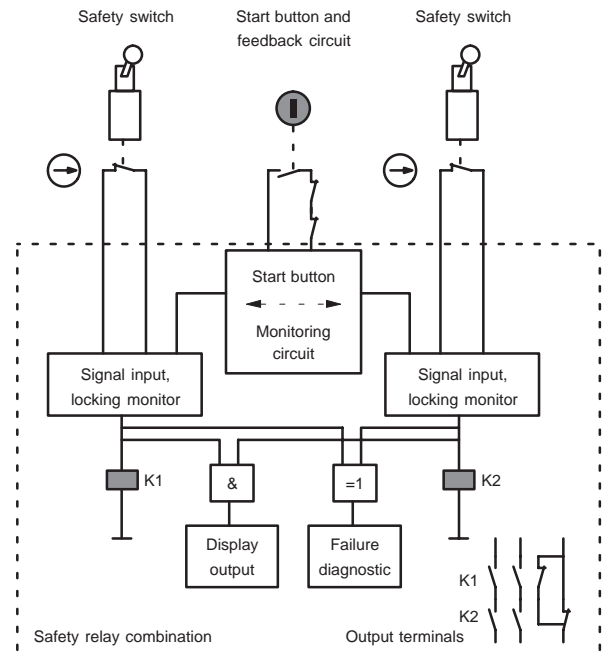 Safety switch
Start button and
feedback circuit
Safety switch
Start button
Monitoring
circuit
Signal input,
locking monitor
Signal input,
locking monitor
K1
&
=1
K2
Display
output
Failure
diagnostic
K1
K2
Safety relay combination
Output terminals